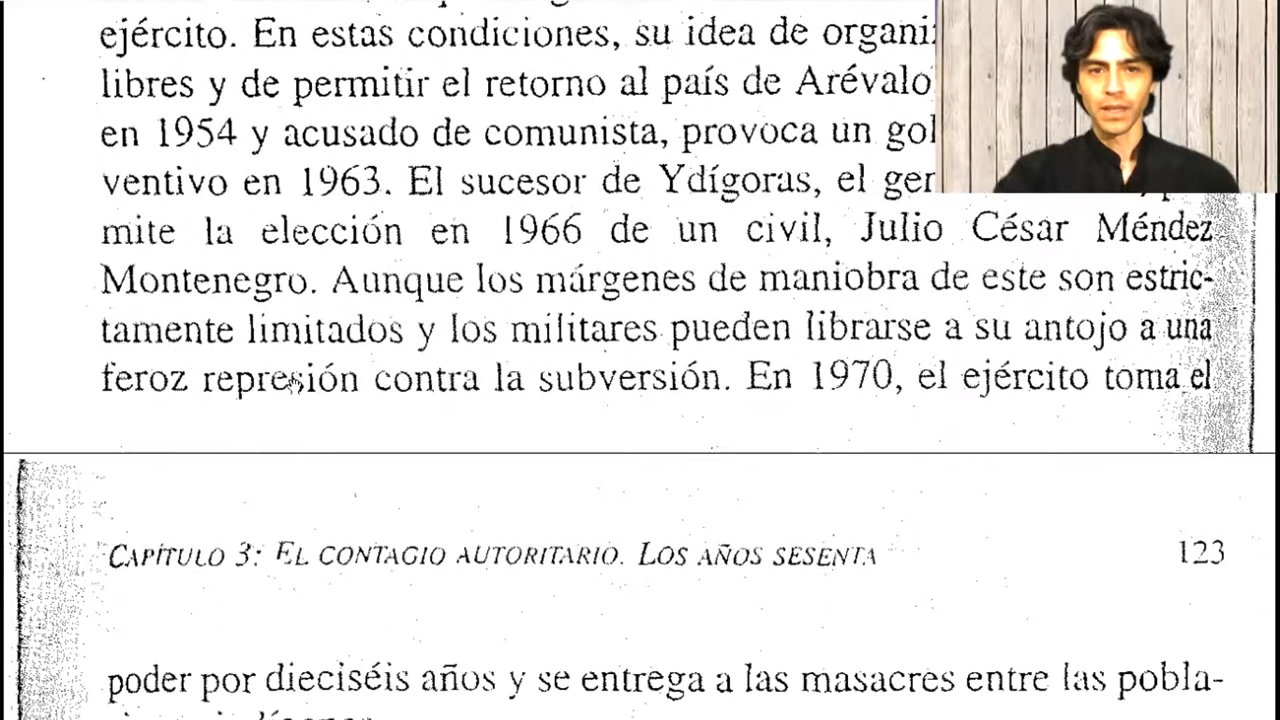 ejército. En estas condiciones, su idea de
libres y de permitir el retorno al país de Arévalo
en 1954 y acusado de comunista, provoca un
ventivo en 1963. El sucesor de Ydígoras, el
mite la elección en 1966 de un civil, Julio César Méndez
Montenegro. Aunque los márgenes de maniobra de este son estric-
tamente limitados y los militares pueden librarse a su antojo a una
feroz represión contra la subversión. En 1970, el ejército toma el
CAPÍTULO 3: EL CONTAGIO AUTORITARIO. LOS AÑOS SESENTA 123
poder por dieciséis años y se entrega a las masacres entre las pobla-